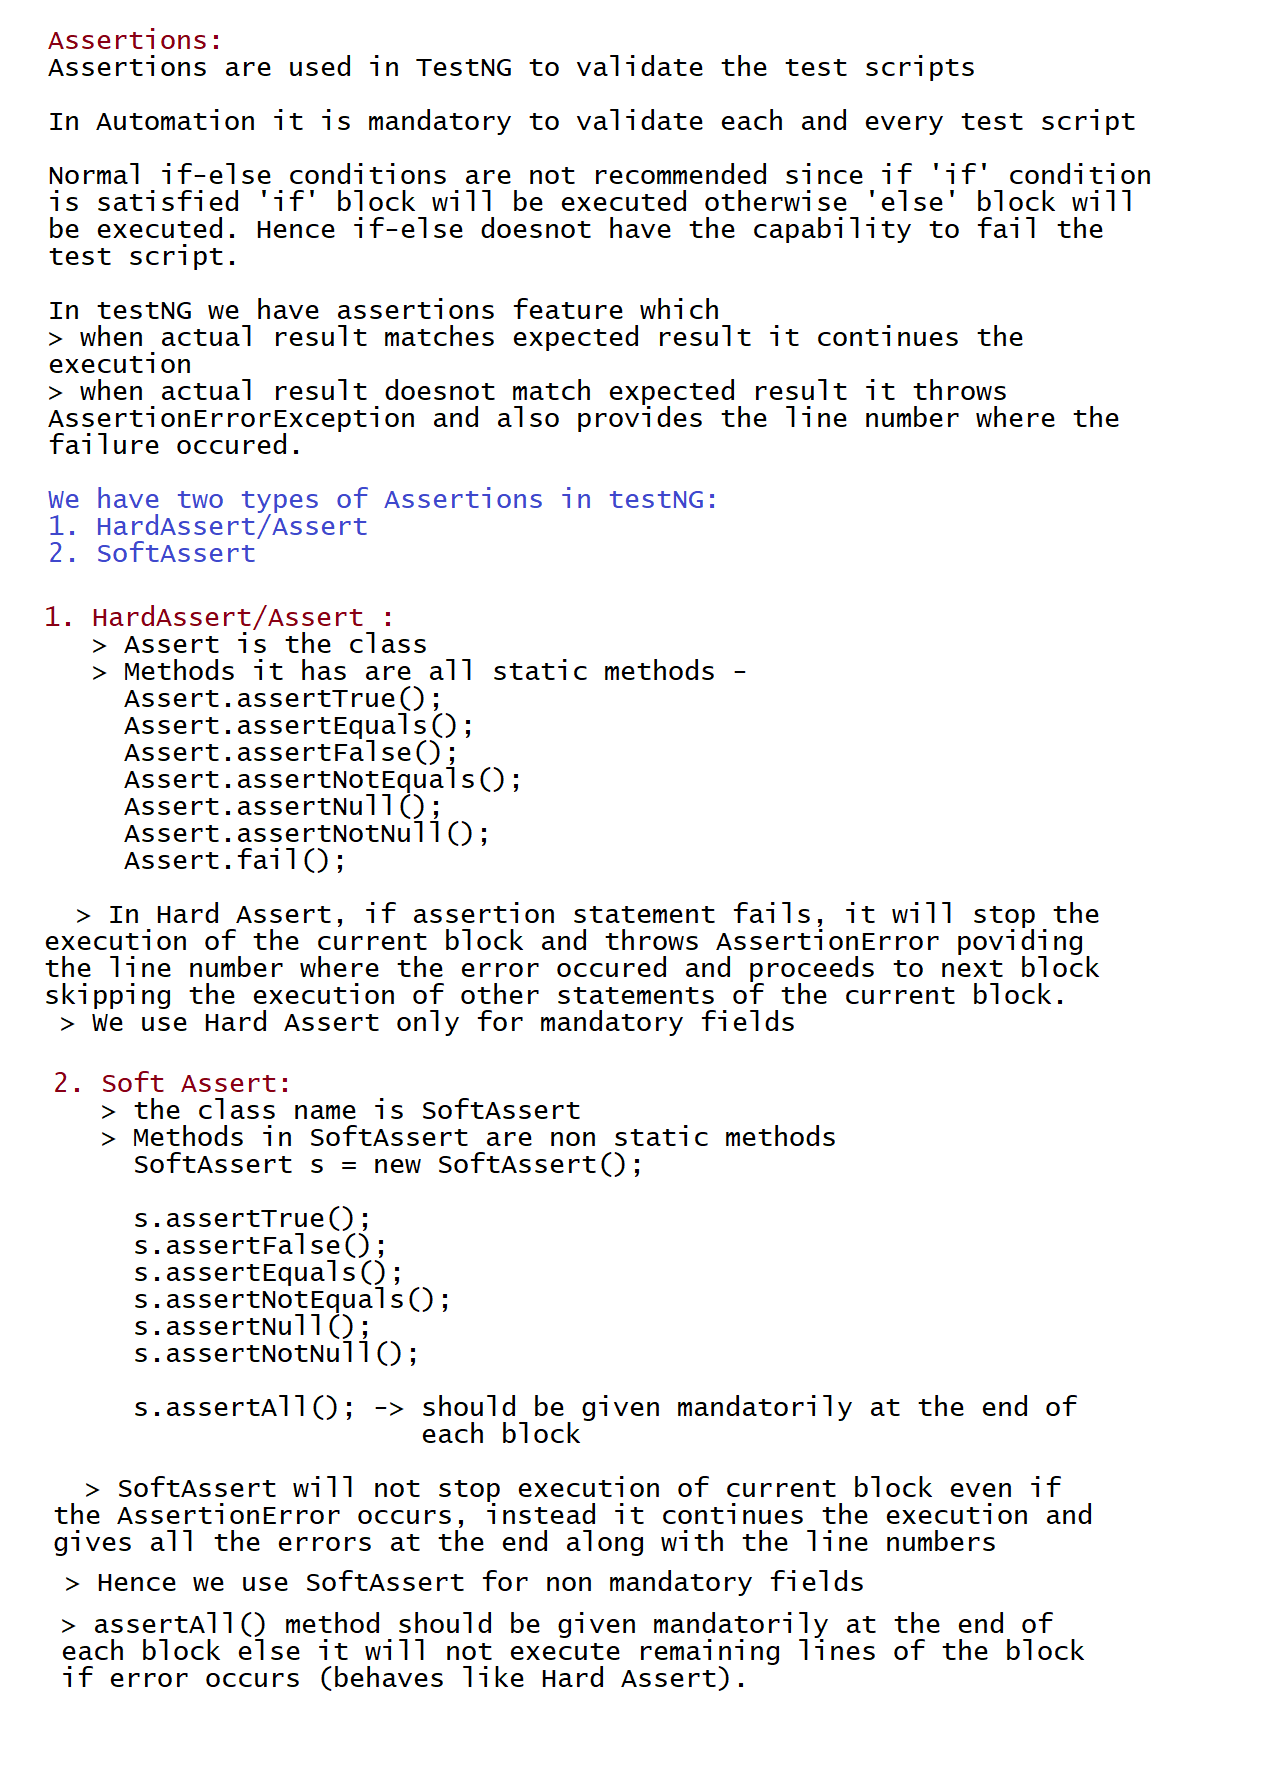 Assertions:
Assertions are used in TestNG to validate the test scripts
In Automation it is mandatory to validate each and every test script
Normal if-else conditions are not recommended since if 'if' condition
is satisfied 'if' block will be executed otherwise 'else' block will
be executed. Hence if-else doesnot have the capability to fail the
test script.
In testNG we have assertions feature which
> when actual result matches expected result it continues the
execution
> when actual result doesnot match expected result it throws
AssertionErrorException and also provides the line number where the
failure occured.
We have two types of Assertions in testNG:
1. HardAssert/Assert
2. SoftAssert
1. HardAssert/Assert :
> Assert is the class
> Methods it has are all static methods -
Assert.assertTrue();
Assert.assertEquals();
Assert.assertFalse();
Assert.assertNotEquals();
Assert.assertNull();
Assert.assertNotNull();
Assert.fail();
> In Hard Assert, if assertion statement fails, it will stop the
execution of the current block and throws AssertionError poviding
the line number where the error occured and proceeds to next block
skipping the execution of other statements of the current block.
> We use Hard Assert only for mandatory fields
2. Soft Assert:
> the class name is SoftAssert
> Methods in SoftAssert are non static methods
SoftAssert s = new SoftAssert();
s.assertTrue();
s.assertFalse();
s.assertEquals();
s.assertNotEquals();
s.assertNull();
s.assertNotNull();
s.assertAll(); -> should be given mandatorily at the end of
each block
> SoftAssert will not stop execution of current block even if
the AssertionError occurs, instead it continues the execution and
gives all the errors at the end along with the line numbers
> Hence we use SoftAssert for non mandatory fields
> assertAll() method should be given mandatorily at the end of
each block else it will not execute remaining lines of the block
if error occurs (behaves like Hard Assert).